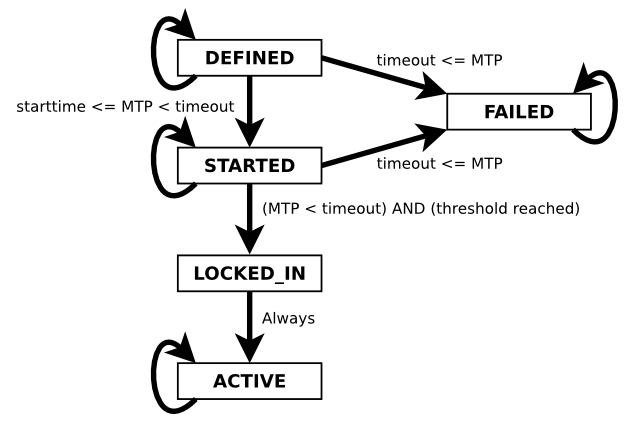 DEFINED
timeout <= MTP
starttime <= MTP < timeout
FAILED
STARTED
timeout <= MTP
(MTP < timeout) AND (threshold reached)
LOCKED_IN
Always
ACTIVE